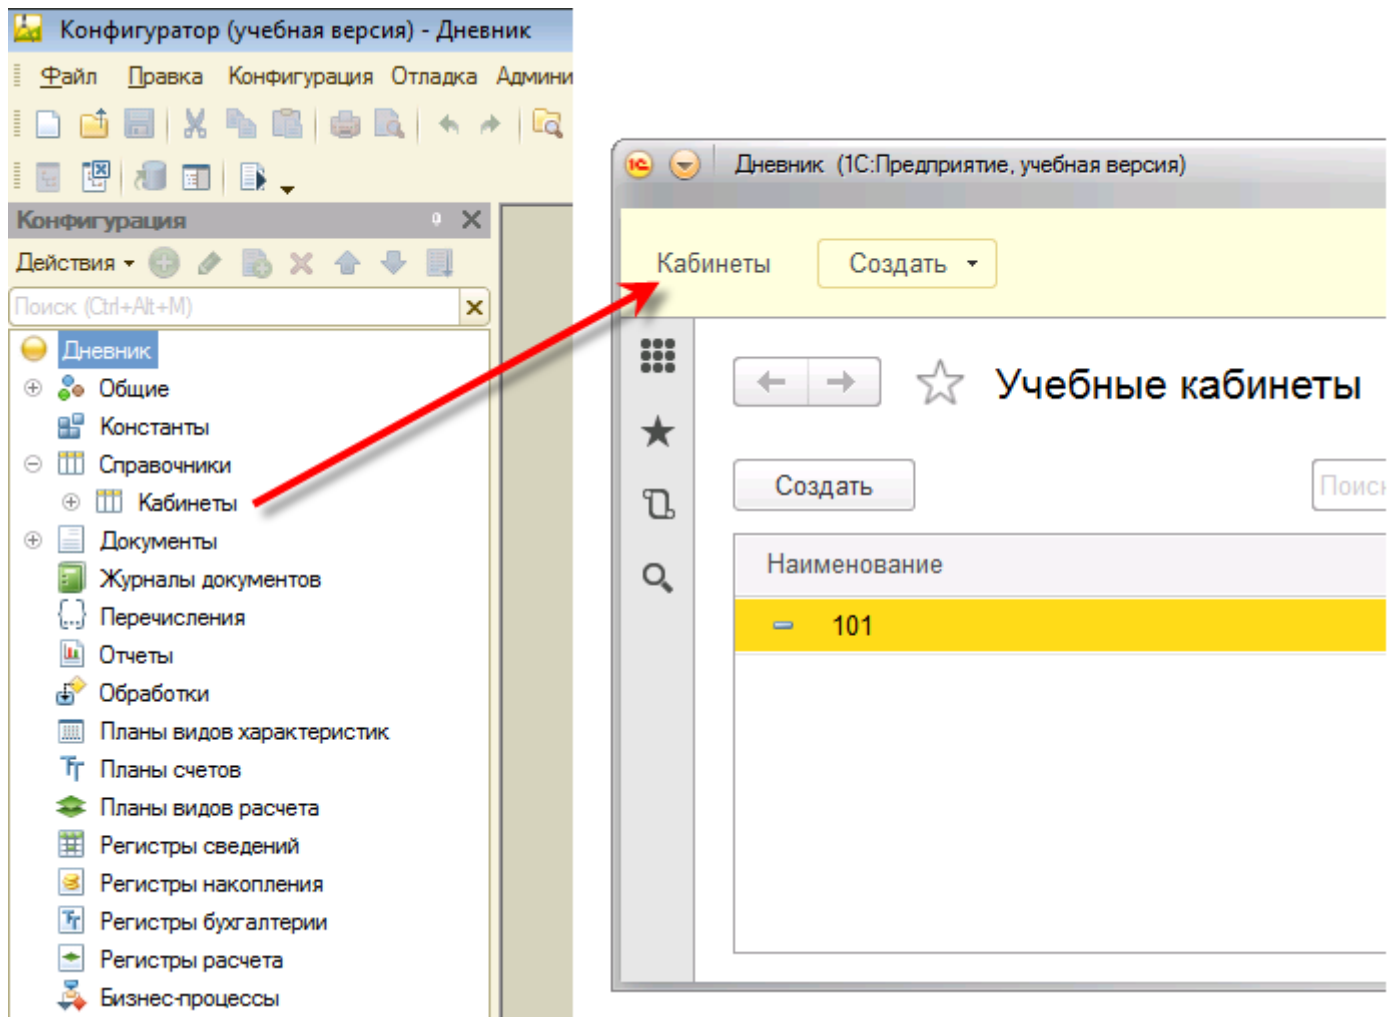 Конфигуратор (учебная версия) - Дневник
Файл Правка Конфигурация Отладка Админи
Конфигурация
Действия
Поиск (Ctrl+Alt+M)
Дневник
Общие
Константы
Справочники
Кабинеты
Документы
Журналы документов
Перечисления
Отчеты
Обработки
Планы видов характеристик
Планы счетов
Планы видов расчета
Регистры сведений
Регистры накопления
Регистры бухгалтерии
Регистры расчета
Бизнес-процессы
1С Дневник (1С:Предприятие, учебная версия)
Кабинеты Создать
Учебные кабинеты
Создать Поиск
Наименование
101